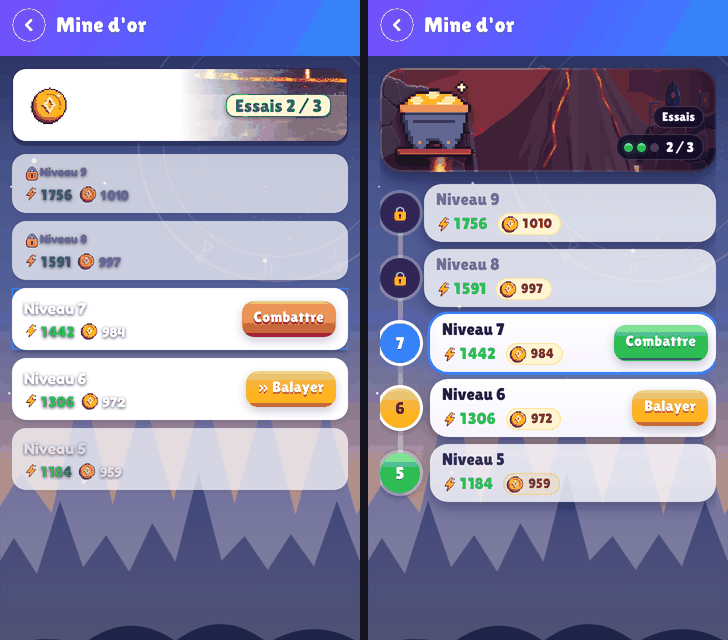 Mine d'or
Essais 2 / 3
Niveau 9
1756 1010
Niveau 8
1591 997
Niveau 7
1442 984
Combattre
Niveau 6
1306 972
» Balayer
Niveau 5
1184 959
Mine d'or
Essais
2 / 3
Niveau 9
1756 1010
Niveau 8
1591 997
7
Niveau 7
1442 984
Combattre
6
Niveau 6
1306 972
Balayer
5
Niveau 5
1184 959